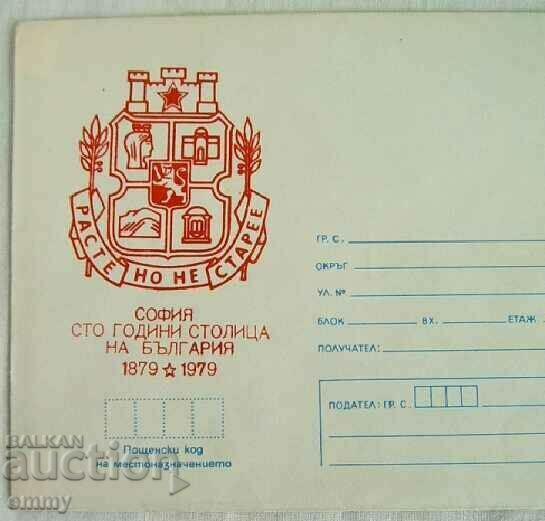 РАСТЕ НО НЕ СТАРЕЕ
СОФИЯ
СТО ГОДИНИ СТОЛИЦА
НА БЪЛГАРИЯ
1879 ☆ 1979
Пощенски код
на местоназначението
ГР. С.
ОКРЪГ
УЛ. №
БЛОК ВХ. ЕТАЖ
ПОЛУЧАТЕЛ:
ПОДАТЕЛ: ГР. С.
BALKAN
auction
emmy